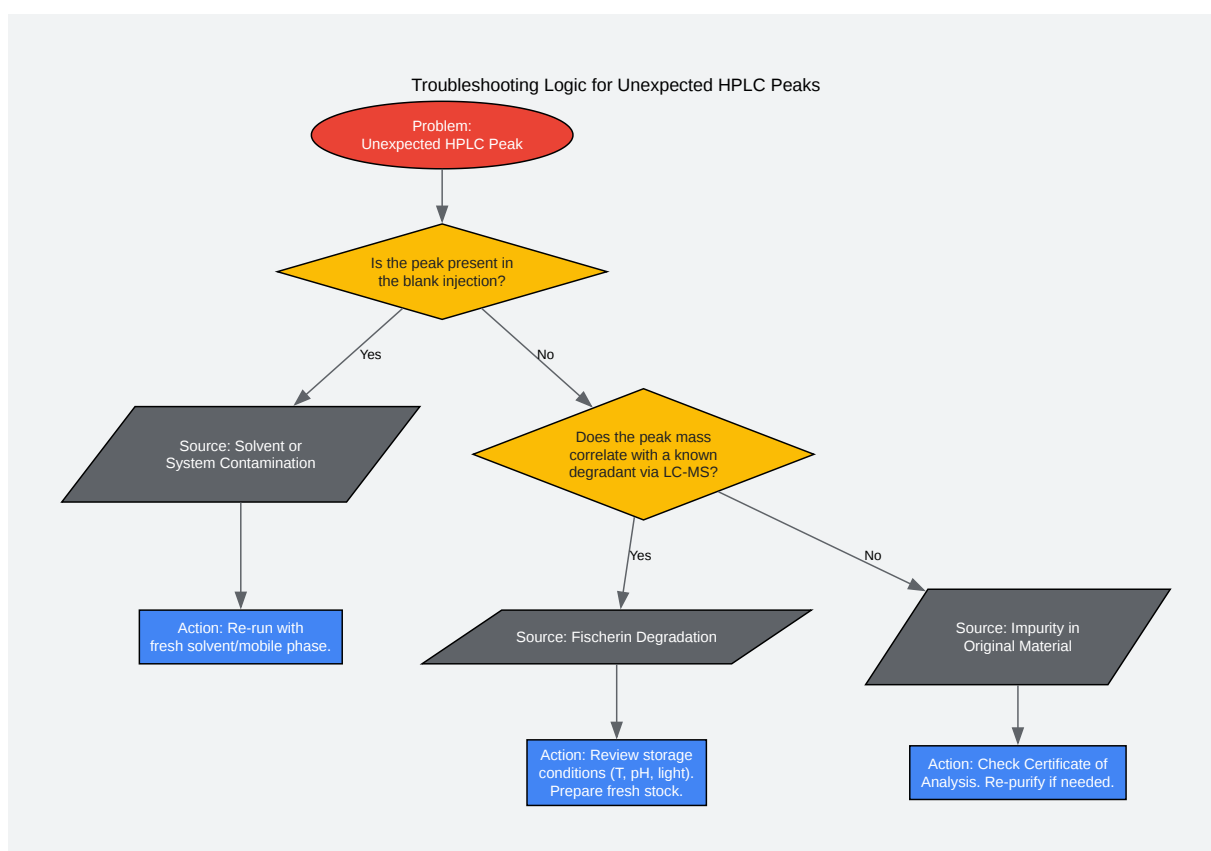 Troubleshooting Logic for Unexpected HPLC Peaks
Problem:
Unexpected HPLC Peak
Is the peak present in
the blank injection?
Yes
No
Source: Solvent or
System Contamination
Does the peak mass
correlate with a known
degradant via LC-MS?
Yes
No
Action: Re-run with
fresh solvent/mobile phase.
Source: Fischerin Degradation
Source: Impurity in
Original Material
Action: Review storage
conditions (T, pH, light).
Prepare fresh stock.
Action: Check Certificate of
Analysis. Re-purify if needed.